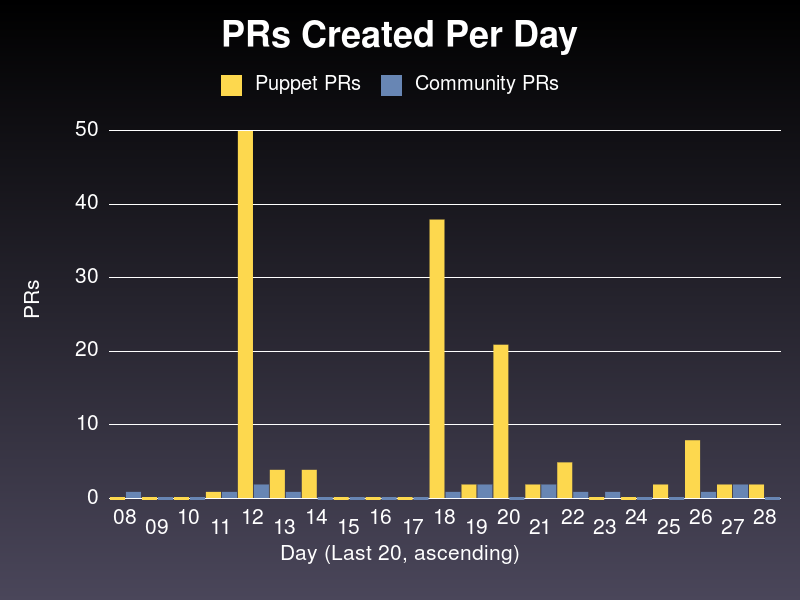 PRs Created Per Day
Puppet PRs Community PRs
50
40
30
20
10
0
PRs
08 09 10 11 12 13 14 15 16 17 18 19 20 21 22 23 24 25 26 27 28
Day (Last 20, ascending)